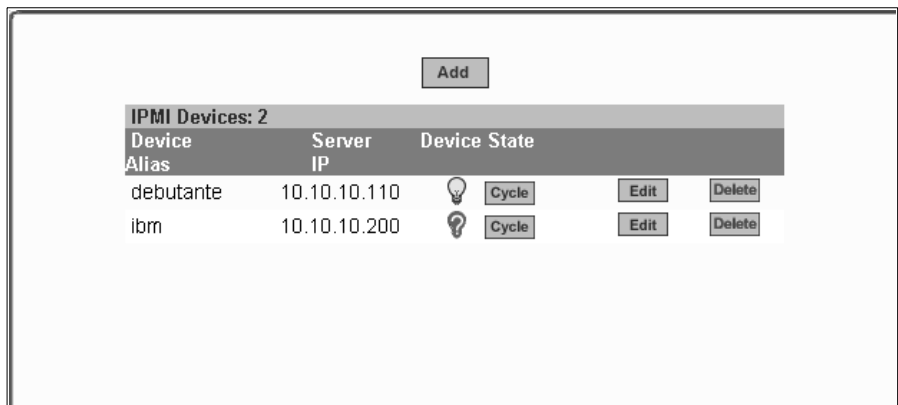 Add
IPMI Devices: 2
Device Server Device State
Alias IP
debutante 10.10.10.110 Cycle Edit Delete
ibm 10.10.10.200 Cycle Edit Delete